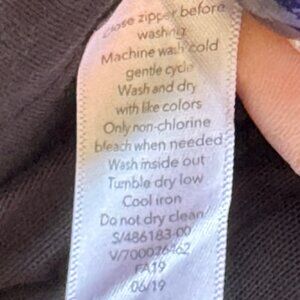 Close zipper before
washing
Machine wash cold
gentle cycle
Wash and dry
with like colors
Only non-chlorine
bleach when needed
Wash inside out
Tumble dry low
Cool iron
Do not dry clean
S/486183-00
V/700026462
FA19
06/19